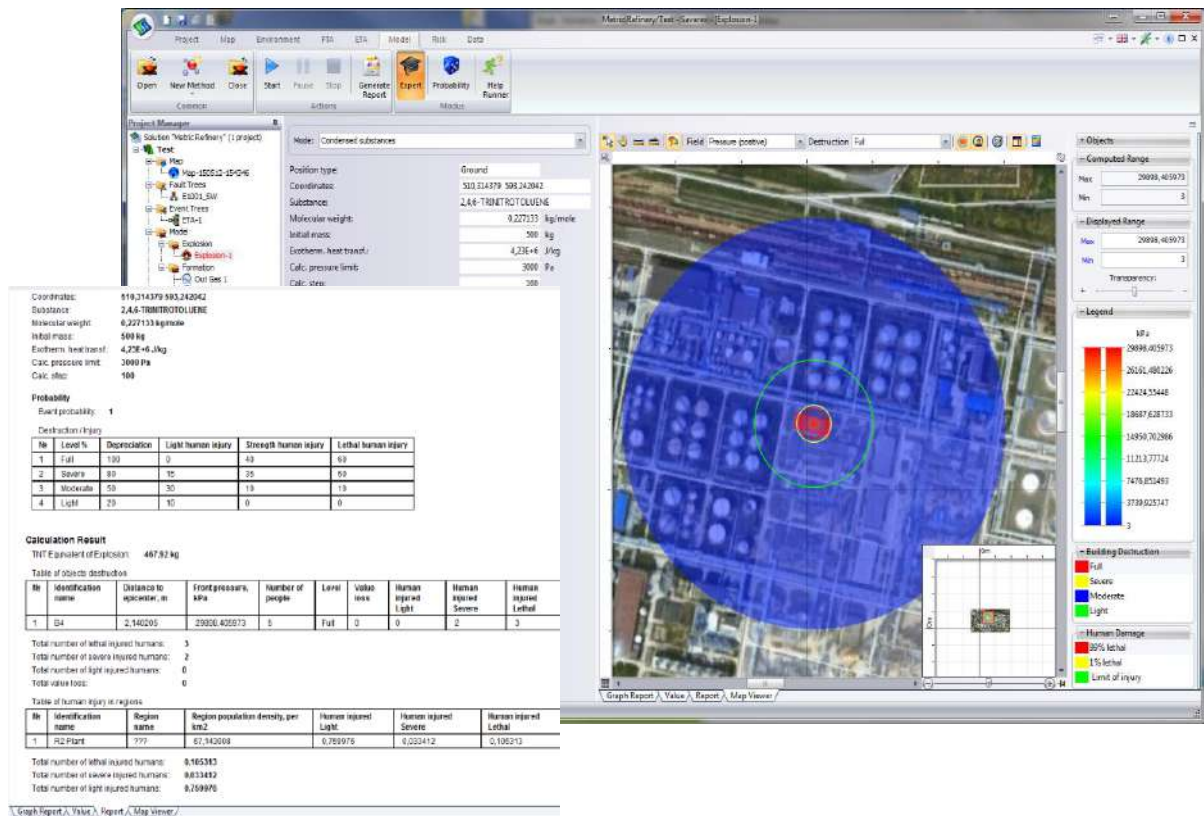 Metric Refinery/Test - Saveree - [Explosion-1]
Project Map Environment FTA ETA Model Risk Data
Open New Method Close Start Pause Stop Generate Report Expert Probability Help Runner
Common Actions Modus
Project Manager
Solution "Metric Refinery" (1 project)
Test
Map
Map-150512-154546
Fault Trees
E1001_SW
Event Trees
ETA-1
Model
Explosion
Explosion-1
Formation
Out Gas 1
Mode: Condensed substances
Position type: Ground
Coordinates: 510,314379 593,242042
Substance: 2,4,6-TRINITROTOLUENE
Molecular weight: 0,227133 kg/mole
Initial mass: 500 kg
Exotherm. heat transf.: 4,23E+6 J/kg
Calc. pressure limit: 3000 Pa
Calc. step: 100
Field Pressure (positive) Destruction Full
Objects
Computed Range
Max 29898,405973
Min 3
Displayed Range
Max 29898,405973
Min 3
Transparency:
+ -
Legend
kPa
29898,405973
26161,480226
22424,55448
18687,628733
14950,702986
11213,77724
7476,851493
3739,925747
3
Building Destruction
Full
Severe
Moderate
Light
Human Damage
99% lethal
1% lethal
Limit of injury
0m
0m
Graph Report Value Report Map Viewer
Coordinates: 510,314379 593,242042
Substance: 2,4,6-TRINITROTOLUENE
Molecular weight: 0,227133 kg/mole
Initial mass: 500 kg
Exotherm. heat transf.: 4,23E+6 J/kg
Calc. pressure limit: 3000 Pa
Calc. step: 100
Probability
Event probability: 1
Destruction / Injury
№ Level % Depreciation Light human injury Strength human injury Lethal human injury
1 Full 100 0 40 60
2 Severe 80 15 35 50
3 Moderate 50 30 10 10
4 Light 20 10 0 0
Calculation Result
TNT Equivalent of Explosion: 467,92 kg
Table of objects destruction
№ Identification name Distance to epicenter, m Front pressure, kPa Number of people Level Value loss Human injured Light Human injured Severe Human injured Lethal
1 B4 2,140205 29898,405973 5 Full 0 0 2 3
Total number of lethal injured humans: 3
Total number of severe injured humans: 2
Total number of light injured humans: 0
Total value loss: 0
Table of human injury in regions
№ Identification name Region name Region population density, per km2 Human injured Light Human injured Severe Human injured Lethal
1 R2 Plant ??? 67,142008 0,759976 0,033412 0,105313
Total number of lethal injured humans: 0,105313
Total number of severe injured humans: 0,033412
Total number of light injured humans: 0,759976
Graph Report Value Report Map Viewer